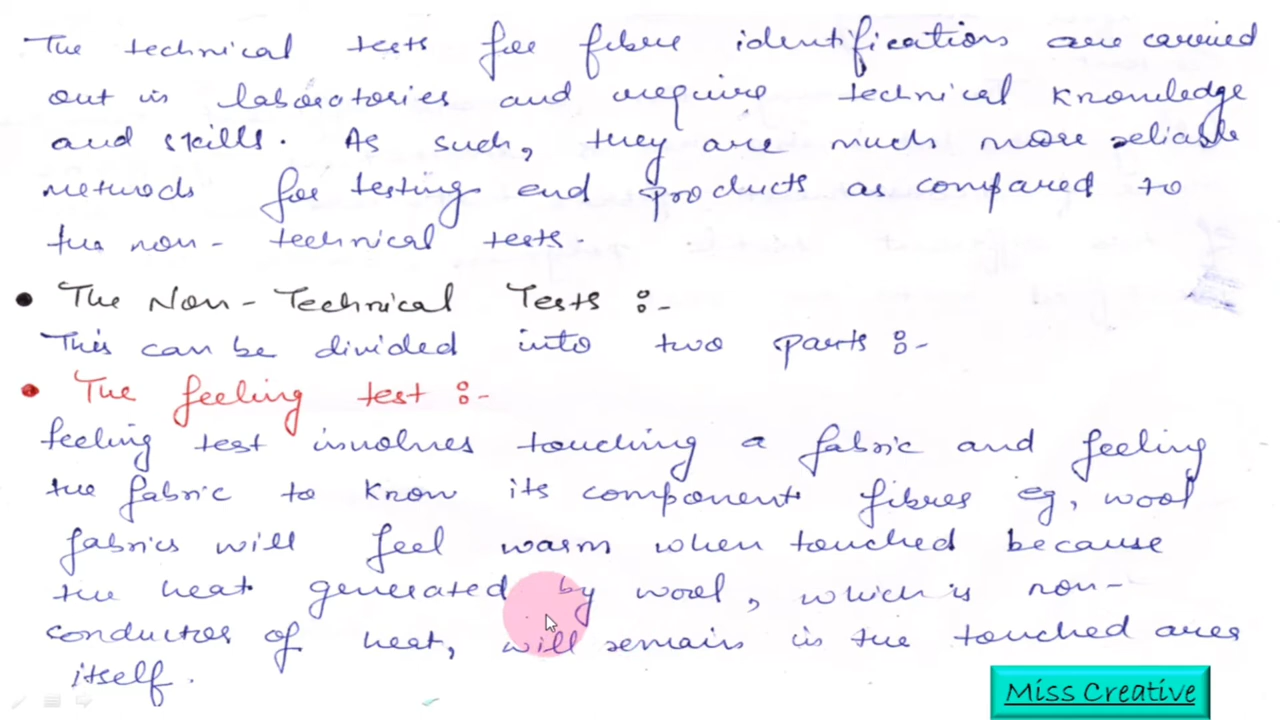 The technical tests for fibre identifications are carried
out in laboratories and require technical knowledge
and skills. As such, they are much more reliable
methods for testing end products as compared to
the non- technical tests.
• The Non-Technical Tests :-
This can be divided into two parts :-
• The feeling test :-
feeling test involves touching a fabric and feeling
the fabric to know its component fibres eg, wool
fabrics will feel warm when touched because
the heat generated by wool, which is non-
conductor of heat, will remain in the touched area
itself.
Miss Creative